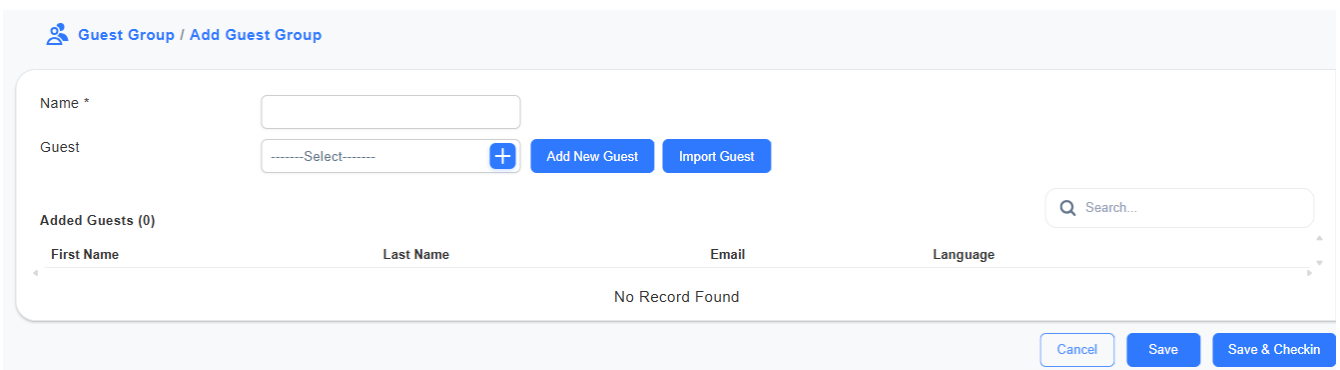 Guest Group / Add Guest Group
Name *
Guest
-------Select-------
Add New Guest
Import Guest
Search...
Added Guests (0)
First Name Last Name Email Language
No Record Found
Cancel Save Save & Checkin